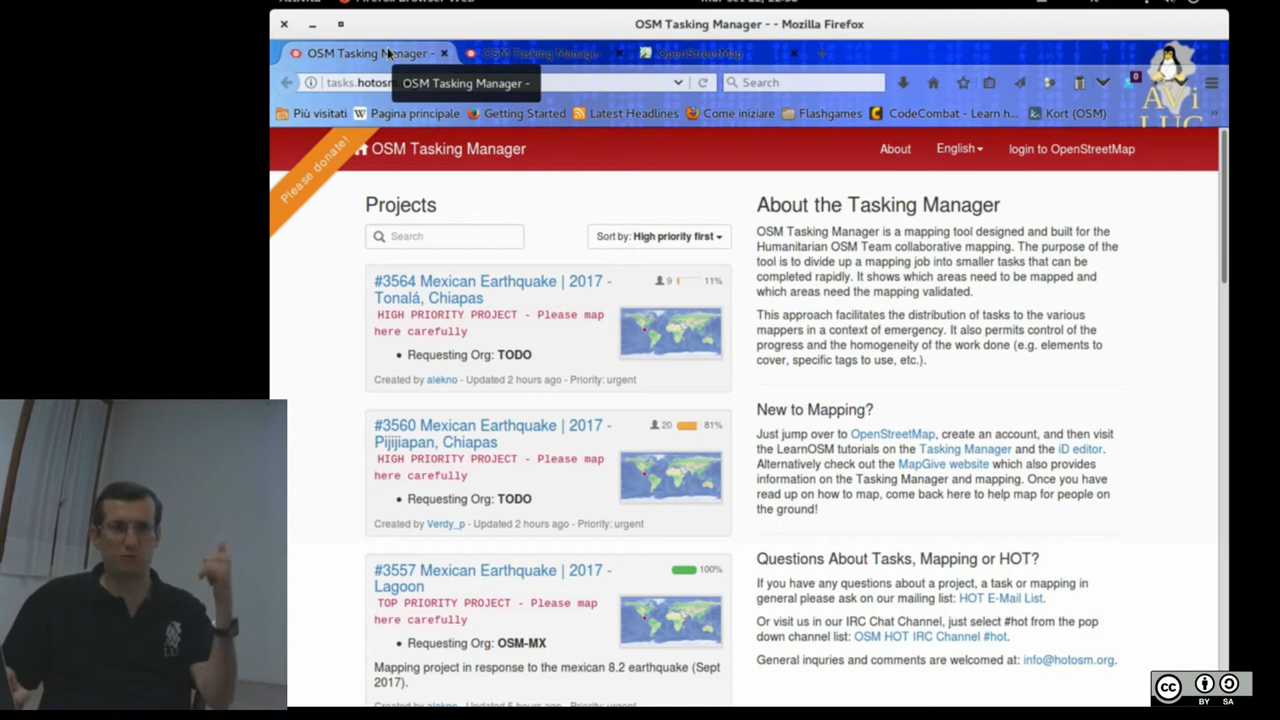 Firefox Browser Web
OSM Tasking Manager - - Mozilla Firefox
OSM Tasking Manager -
OSM Tasking Manage
OpenStreetMap
tasks.hotosm
OSM Tasking Manager -
Search
0
Più visitati
Pagina principale
Getting Started
Latest Headlines
Come iniziare
Flashgames
CodeCombat - Learn h...
Kort (OSM)
»
AVi
LUG
Please donate!
OSM Tasking Manager
About
English
login to OpenStreetMap
Projects
Search
Sort by: High priority first
#3564 Mexican Earthquake | 2017 -
Tonalá, Chiapas
9
11%
HIGH PRIORITY PROJECT - Please map
here carefully
• Requesting Org: TODO
Created by alekno - Updated 2 hours ago - Priority: urgent
#3560 Mexican Earthquake | 2017 -
Pijijiapan, Chiapas
20
81%
HIGH PRIORITY PROJECT - Please map
here carefully
• Requesting Org: TODO
Created by Verdy_p - Updated 2 hours ago - Priority: urgent
#3557 Mexican Earthquake | 2017 -
Lagoon
100%
TOP PRIORITY PROJECT - Please map
here carefully
• Requesting Org: OSM-MX
Mapping project in response to the mexican 8.2 earthquake (Sept
2017).
About the Tasking Manager
OSM Tasking Manager is a mapping tool designed and built for the
Humanitarian OSM Team collaborative mapping. The purpose of the
tool is to divide up a mapping job into smaller tasks that can be
completed rapidly. It shows which areas need to be mapped and
which areas need the mapping validated.
This approach facilitates the distribution of tasks to the various
mappers in a context of emergency. It also permits control of the
progress and the homogeneity of the work done (e.g. elements to
cover, specific tags to use, etc.).
New to Mapping?
Just jump over to OpenStreetMap, create an account, and then visit
the LearnOSM tutorials on the Tasking Manager and the iD editor.
Alternatively check out the MapGive website which also provides
information on the Tasking Manager and mapping. Once you have
read up on how to map, come back here to help map for people on
the ground!
Questions About Tasks, Mapping or HOT?
If you have any questions about a project, a task or mapping in
general please ask on our mailing list: HOT E-Mail List.
Or visit us in our IRC Chat Channel, just select #hot from the pop
down channel list: OSM HOT IRC Channel #hot.
General inquries and comments are welcomed at: info@hotosm.org.
CC
BY SA